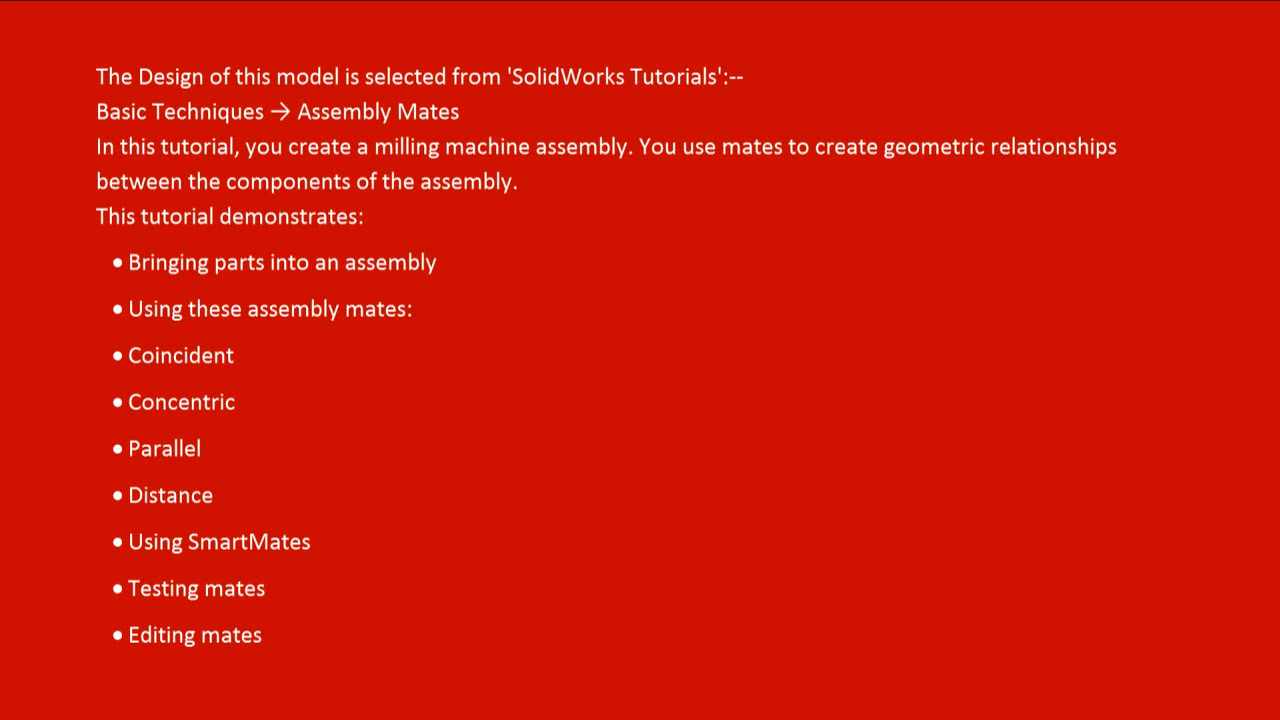 The Design of this model is selected from 'SolidWorks Tutorials':--
Basic Techniques → Assembly Mates
In this tutorial, you create a milling machine assembly. You use mates to create geometric relationships
between the components of the assembly.
This tutorial demonstrates:
• Bringing parts into an assembly
• Using these assembly mates:
• Coincident
• Concentric
• Parallel
• Distance
• Using SmartMates
• Testing mates
• Editing mates